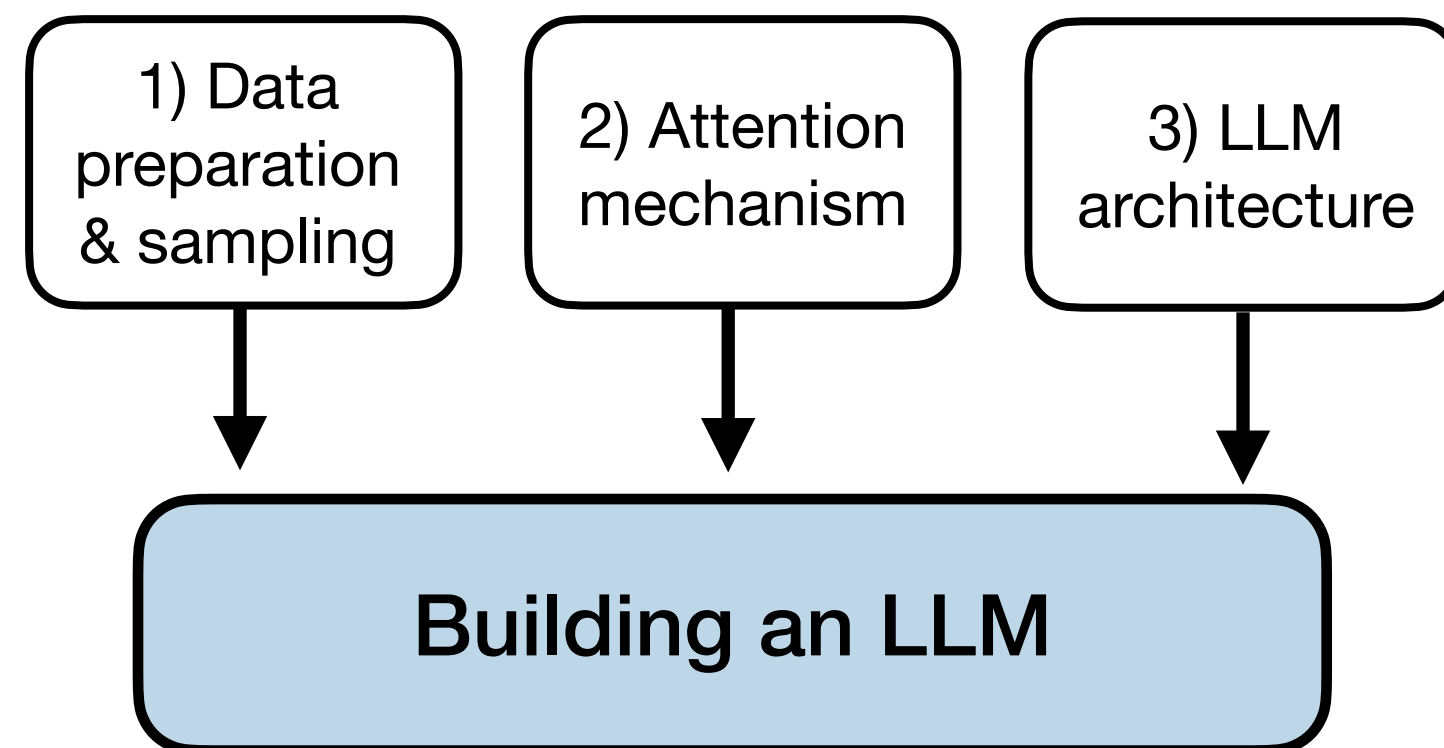 1) Data
preparation
& sampling
2) Attention
mechanism
3) LLM
architecture
Building an LLM